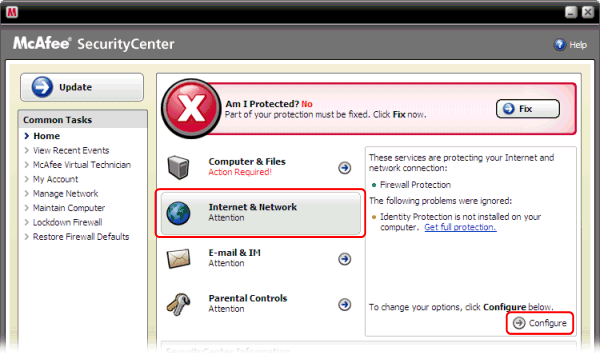 McAfee® SecurityCenter
Help
Update
Common Tasks
Home
View Recent Events
McAfee Virtual Technician
My Account
Manage Network
Maintain Computer
Lockdown Firewall
Restore Firewall Defaults
Am I Protected? No
Part of your protection must be fixed. Click Fix now.
Fix
Computer & Files
Action Required!
Internet & Network
Attention
E-mail & IM
Attention
Parental Controls
Attention
These services are protecting your Internet and
network connection:
Firewall Protection
The following problems were ignored:
Identity Protection is not installed on your
computer. Get full protection.
To change your options, click Configure below.
Configure
SecurityCenter Information